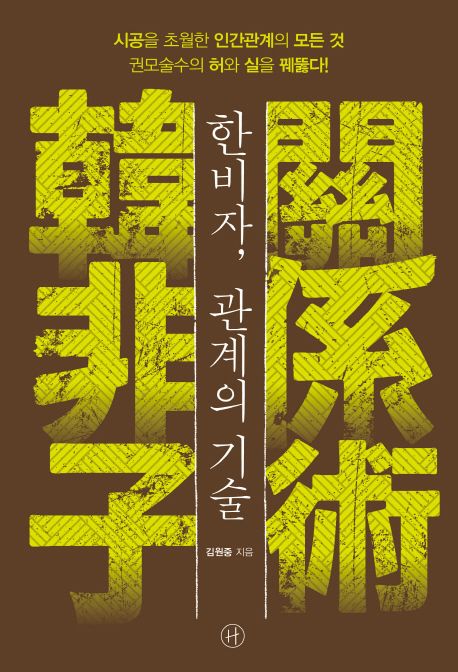 시공을 초월한 인간관계의 모든 것
권모술수의 허와 실을 꿰뚫다!
韓非子
한비자, 관계의 기술
關係術
김원중 지음
H